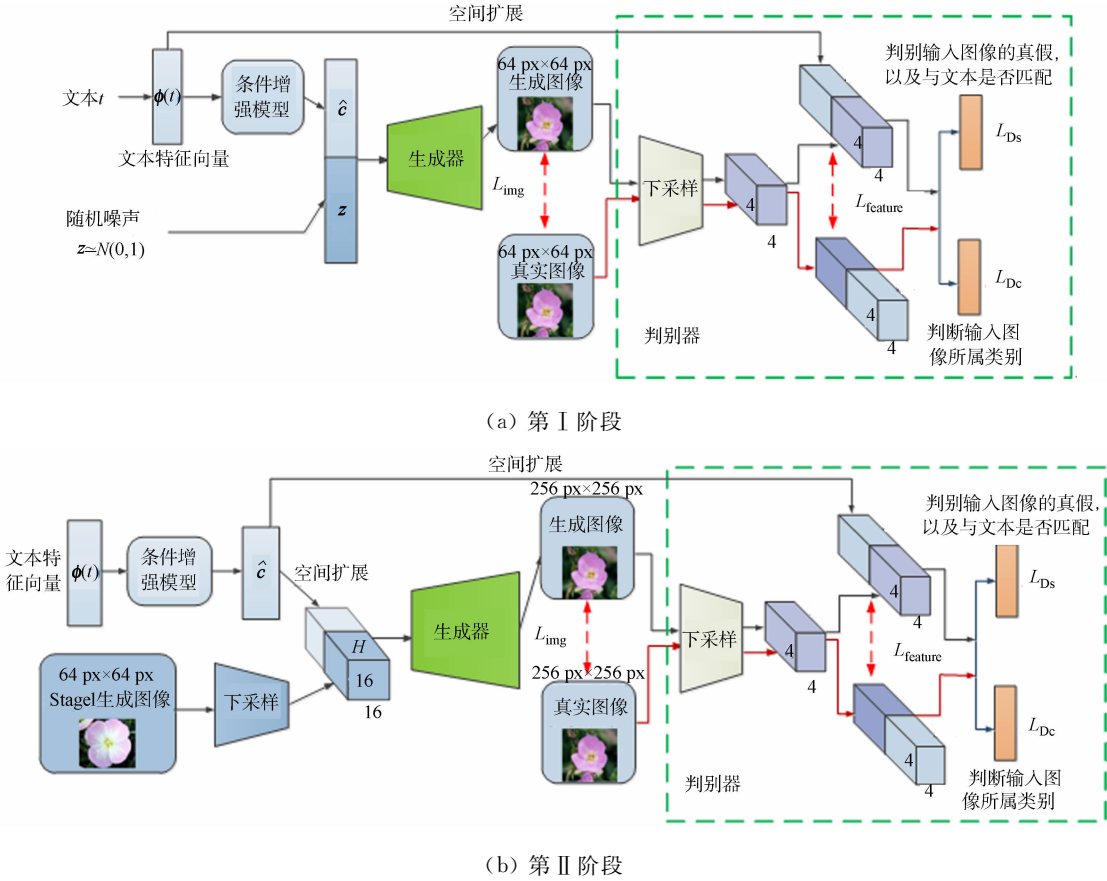 空间扩展
文本t
ϕ(t)
条件增
强模型
文本特征向量
随机噪声
z≃N(0,1)
ĉ
z
生成器
64 px×64 px
生成图像
L_img
64 px×64 px
真实图像
下采样
4
4
4
4
L_feature
4
4
判别器
判别输入图像的真假,
以及与文本是否匹配
L_Ds
L_Dc
判断输入图
像所属类别
(a) 第Ⅰ阶段
空间扩展
文本特
征向量
ϕ(t)
条件增
强模型
ĉ
空间扩展
64 px×64 px
StageI生成图像
下采样
H
16
16
生成器
256 px×256 px
生成图像
L_img
256 px×256 px
真实图像
下采样
4
4
4
4
L_feature
4
4
判别器
判别输入图像的真假,
以及与文本是否匹配
L_Ds
L_Dc
判断输入图
像所属类别
(b) 第Ⅱ阶段